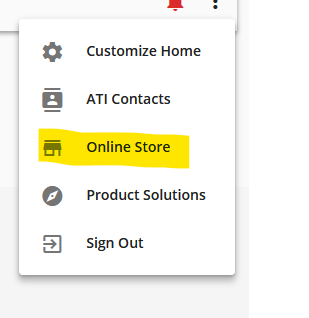 Customize Home
ATI Contacts
Online Store
Product Solutions
Sign Out